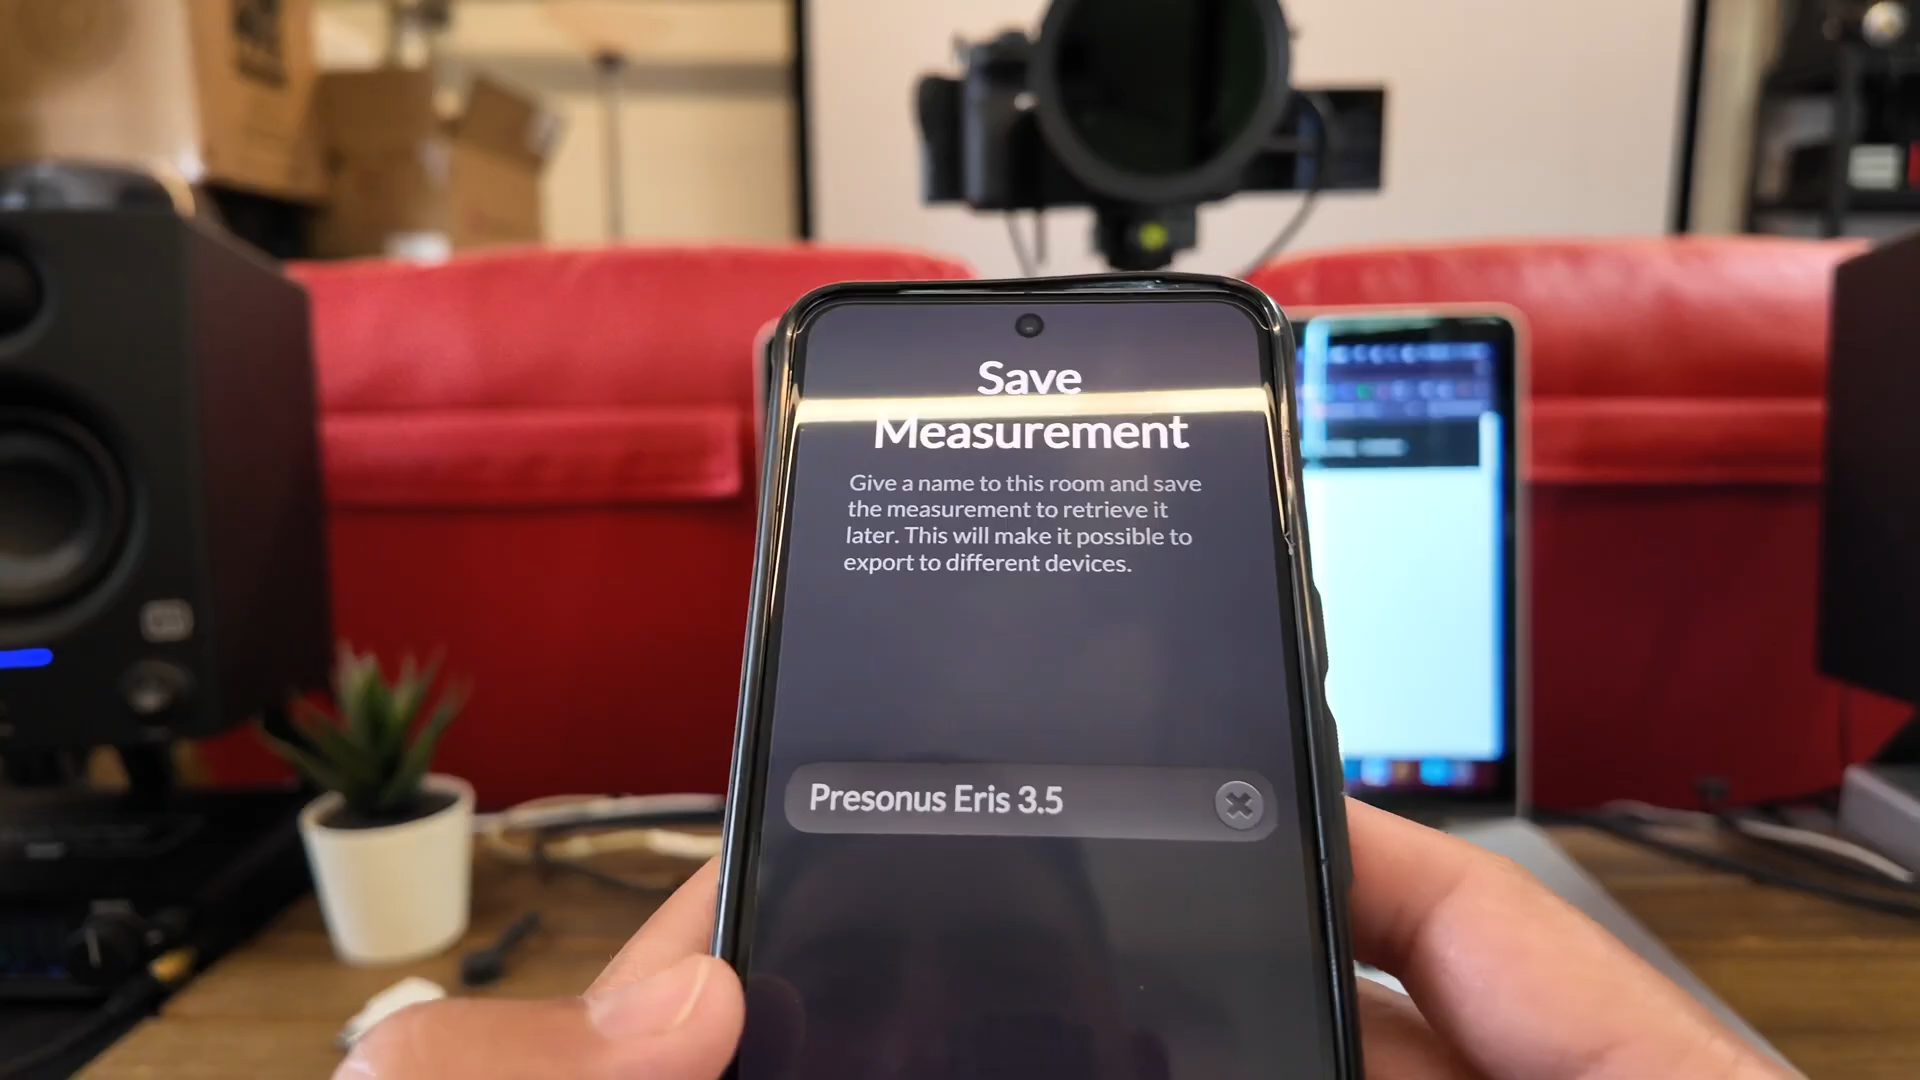 Save
Measurement
Give a name to this room and save
the measurement to retrieve it
later. This will make it possible to
export to different devices.
Presonus Eris 3.5